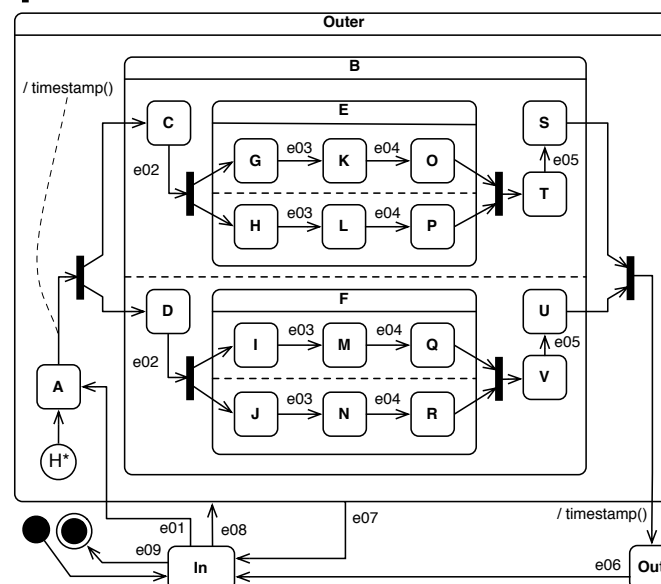 Outer
B
/ timestamp()
E
C
S
e02
G
e03
K
e04
O
e05
T
H
e03
L
e04
P
F
D
U
e02
I
e03
M
e04
Q
e05
V
A
J
e03
N
e04
R
H*
e01
e08
e07
/ timestamp()
e09
In
e06
Out